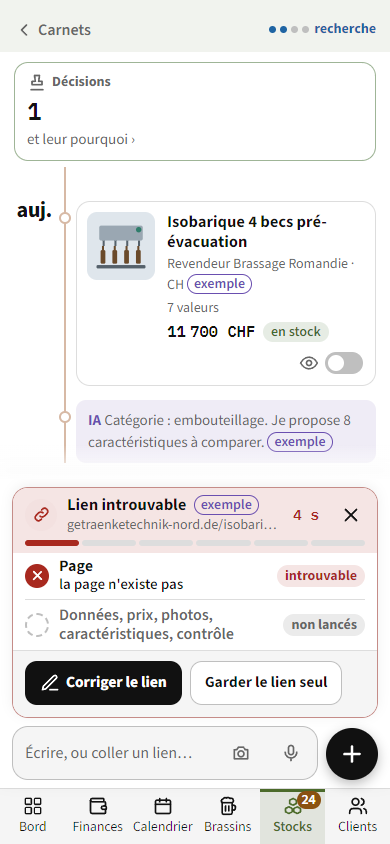 Carnets
recherche
Décisions
1
et leur pourquoi ›
auj.
Isobarique 4 becs pré-
évacuation
Revendeur Brassage Romandie ·
CH exemple
7 valeurs
11 700 CHF en stock
IA Catégorie : embouteillage. Je propose 8
caractéristiques à comparer. exemple
Lien introuvable exemple
getraenketechnik-nord.de/isobari…
4 s
Page
la page n'existe pas
introuvable
Données, prix, photos,
caractéristiques, contrôle
non lancés
Corriger le lien
Garder le lien seul
Écrire, ou coller un lien…
24
Bord Finances Calendrier Brassins Stocks Clients